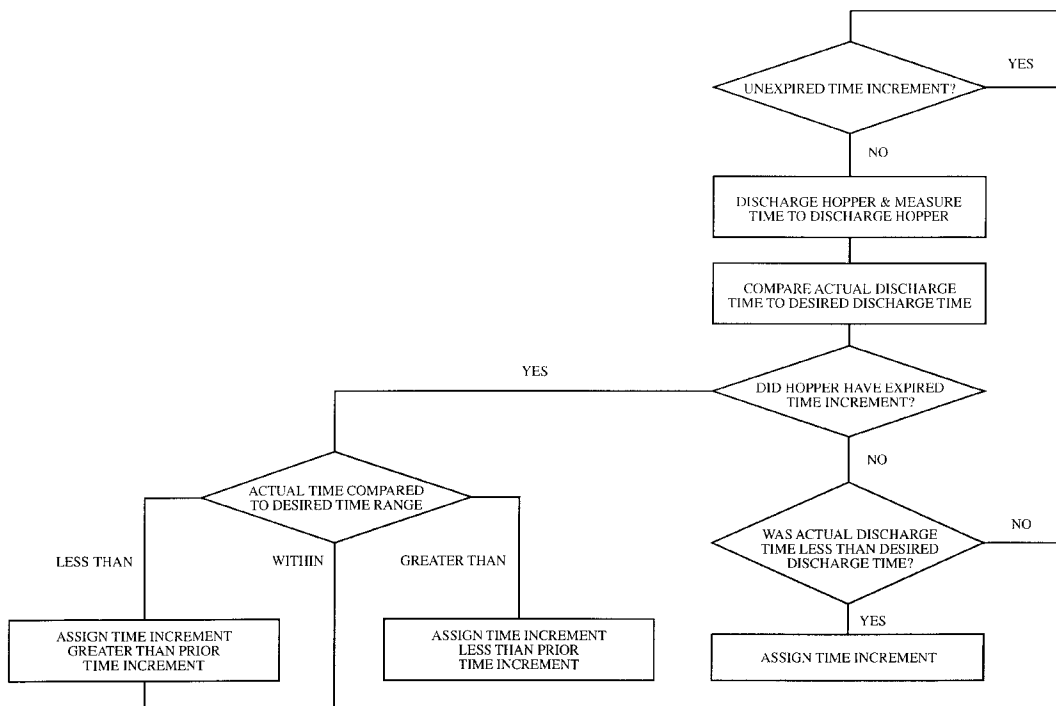 YES
UNEXPIRED TIME INCREMENT?
NO
DISCHARGE HOPPER & MEASURE
TIME TO DISCHARGE HOPPER
COMPARE ACTUAL DISCHARGE
TIME TO DESIRED DISCHARGE TIME
YES
DID HOPPER HAVE EXPIRED
TIME INCREMENT?
NO
ACTUAL TIME COMPARED
TO DESIRED TIME RANGE
LESS THAN
WITHIN
GREATER THAN
WAS ACTUAL DISCHARGE
TIME LESS THAN DESIRED
DISCHARGE TIME?
NO
YES
ASSIGN TIME INCREMENT
GREATER THAN PRIOR
TIME INCREMENT
ASSIGN TIME INCREMENT
LESS THAN PRIOR
TIME INCREMENT
ASSIGN TIME INCREMENT